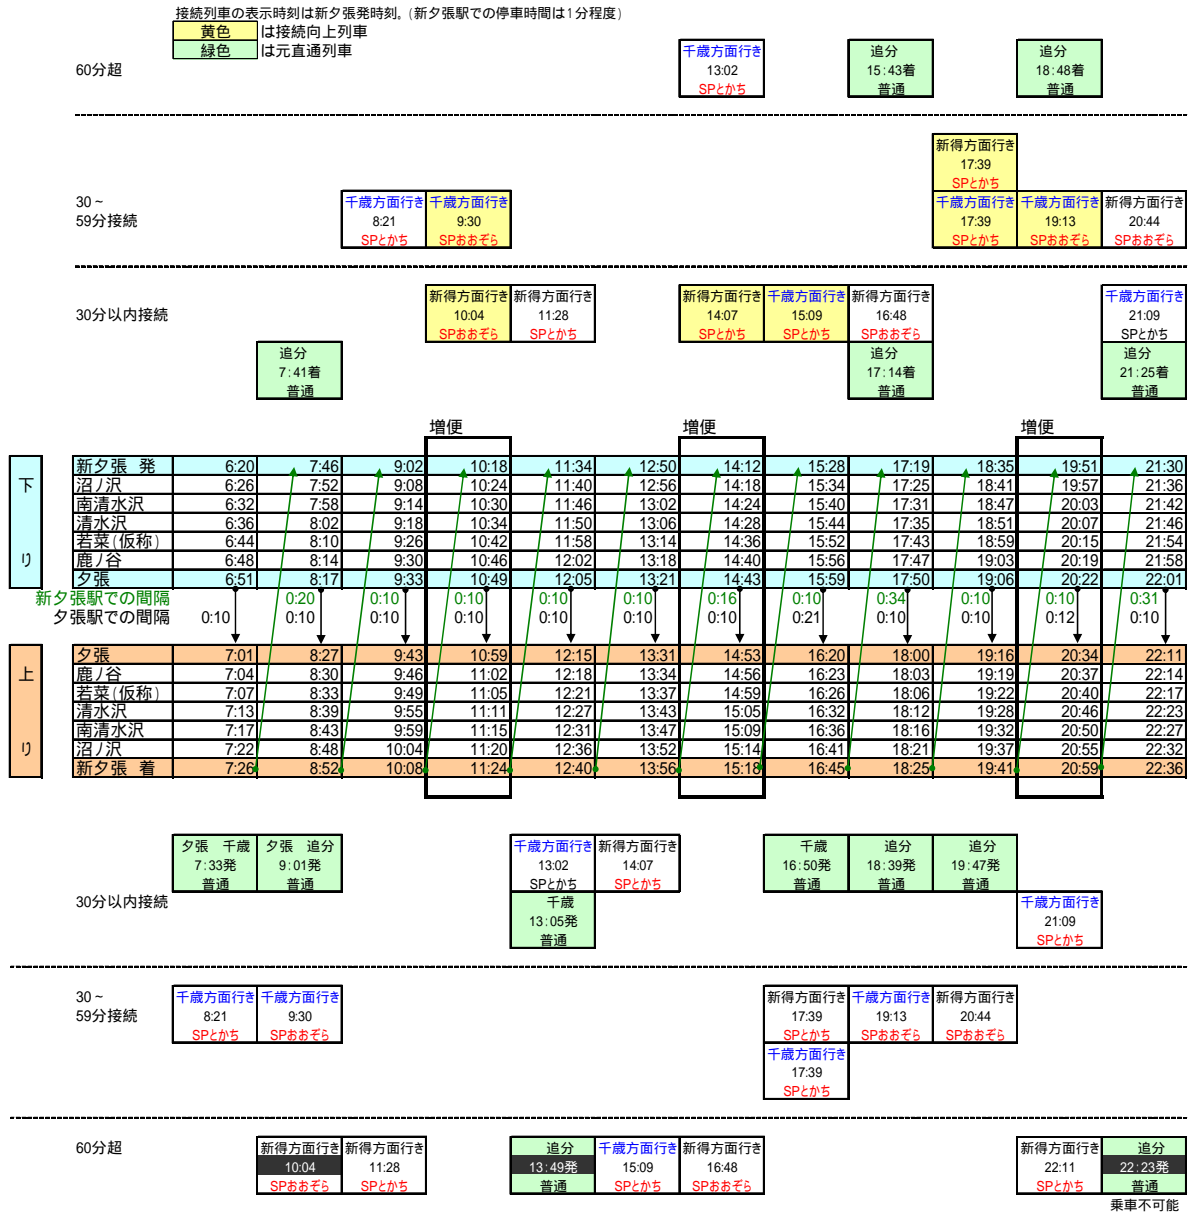 接続列車の表示時刻は新夕張発時刻。(新夕張駅での停車時間は1分程度)
黄色 は接続向上列車
緑色 は元直通列車
60分超
千歳方面行き 追分 追分
13:02 15:43着 18:48着
SPとかち 普通 普通
新得方面行き
17:39
SPとかち
30~
59分接続
千歳方面行き 千歳方面行き 千歳方面行き 千歳方面行き 新得方面行き
8:21 9:30 17:39 19:13 20:44
SPとかち SPおおぞら SPとかち SPおおぞら SPおおぞら
30分以内接続
新得方面行き 新得方面行き 新得方面行き 千歳方面行き 新得方面行き 千歳方面行き
10:04 11:28 14:07 15:09 16:48 21:09
SPおおぞら SPとかち SPとかち SPとかち SPおおぞら SPとかち
追分 追分 追分
7:41着 17:14着 21:25着
普通 普通 普通
増便 増便 増便
下り
新夕張 発 6:20 7:46 9:02 10:18 11:34 12:50 14:12 15:28 17:19 18:35 19:51 21:30
沼ノ沢 6:26 7:52 9:08 10:24 11:40 12:56 14:18 15:34 17:25 18:41 19:57 21:36
南清水沢 6:32 7:58 9:14 10:30 11:46 13:02 14:24 15:40 17:31 18:47 20:03 21:42
清水沢 6:36 8:02 9:18 10:34 11:50 13:06 14:28 15:44 17:35 18:51 20:07 21:46
若菜(仮称) 6:44 8:10 9:26 10:42 11:58 13:14 14:36 15:52 17:43 18:59 20:15 21:54
鹿ノ谷 6:48 8:14 9:30 10:46 12:02 13:18 14:40 15:56 17:47 19:03 20:19 21:58
夕張 6:51 8:17 9:33 10:49 12:05 13:21 14:43 15:59 17:50 19:06 20:22 22:01
新夕張駅での間隔 0:20 0:10 0:10 0:10 0:10 0:16 0:10 0:34 0:10 0:10 0:31
夕張駅での間隔 0:10 0:10 0:10 0:10 0:10 0:10 0:10 0:21 0:10 0:10 0:12 0:10
上り
夕張 7:01 8:27 9:43 10:59 12:15 13:31 14:53 16:20 18:00 19:16 20:34 22:11
鹿ノ谷 7:04 8:30 9:46 11:02 12:18 13:34 14:56 16:23 18:03 19:19 20:37 22:14
若菜(仮称) 7:07 8:33 9:49 11:05 12:21 13:37 14:59 16:26 18:06 19:22 20:40 22:17
清水沢 7:13 8:39 9:55 11:11 12:27 13:43 15:05 16:32 18:12 19:28 20:46 22:23
南清水沢 7:17 8:43 9:59 11:15 12:31 13:47 15:09 16:36 18:16 19:32 20:50 22:27
沼ノ沢 7:22 8:48 10:04 11:20 12:36 13:52 15:14 16:41 18:21 19:37 20:55 22:32
新夕張 着 7:26 8:52 10:08 11:24 12:40 13:56 15:18 16:45 18:25 19:41 20:59 22:36
夕張 千歳 夕張 追分 千歳方面行き 新得方面行き 千歳 追分 追分
7:33発 9:01発 13:02 14:07 16:50発 18:39発 19:47発
普通 普通 SPとかち SPとかち 普通 普通 普通
30分以内接続
千歳 千歳方面行き
13:05発 21:09
普通 SPとかち
30~
59分接続
千歳方面行き 千歳方面行き 新得方面行き 千歳方面行き 新得方面行き
8:21 9:30 17:39 19:13 20:44
SPとかち SPおおぞら SPとかち SPおおぞら SPおおぞら
千歳方面行き
17:39
SPとかち
60分超
新得方面行き 新得方面行き 追分 千歳方面行き 新得方面行き 新得方面行き 追分
10:04 11:28 13:49発 15:09 16:48 22:11 22:23発
SPおおぞら SPとかち 普通 SPとかち SPおおぞら SPとかち 普通
乗車不可能